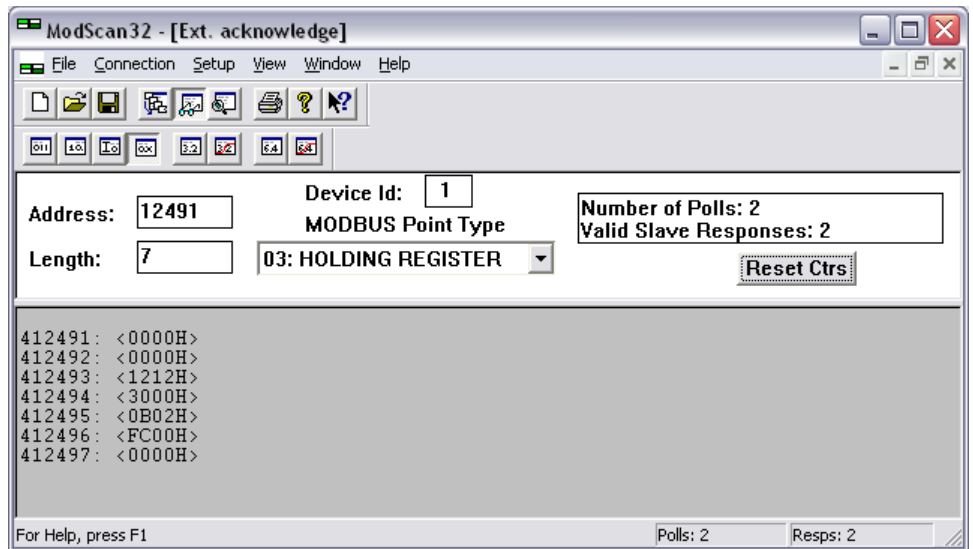 ModScan32 - [Ext. acknowledge]
File Connection Setup View Window Help
Address: 12491
Device Id: 1
MODBUS Point Type
Length: 7
03: HOLDING REGISTER
Number of Polls: 2
Valid Slave Responses: 2
Reset Ctrs
412491: <0000H>
412492: <0000H>
412493: <1212H>
412494: <3000H>
412495: <0B02H>
412496: <FC00H>
412497: <0000H>
For Help, press F1 Polls: 2 Resps: 2